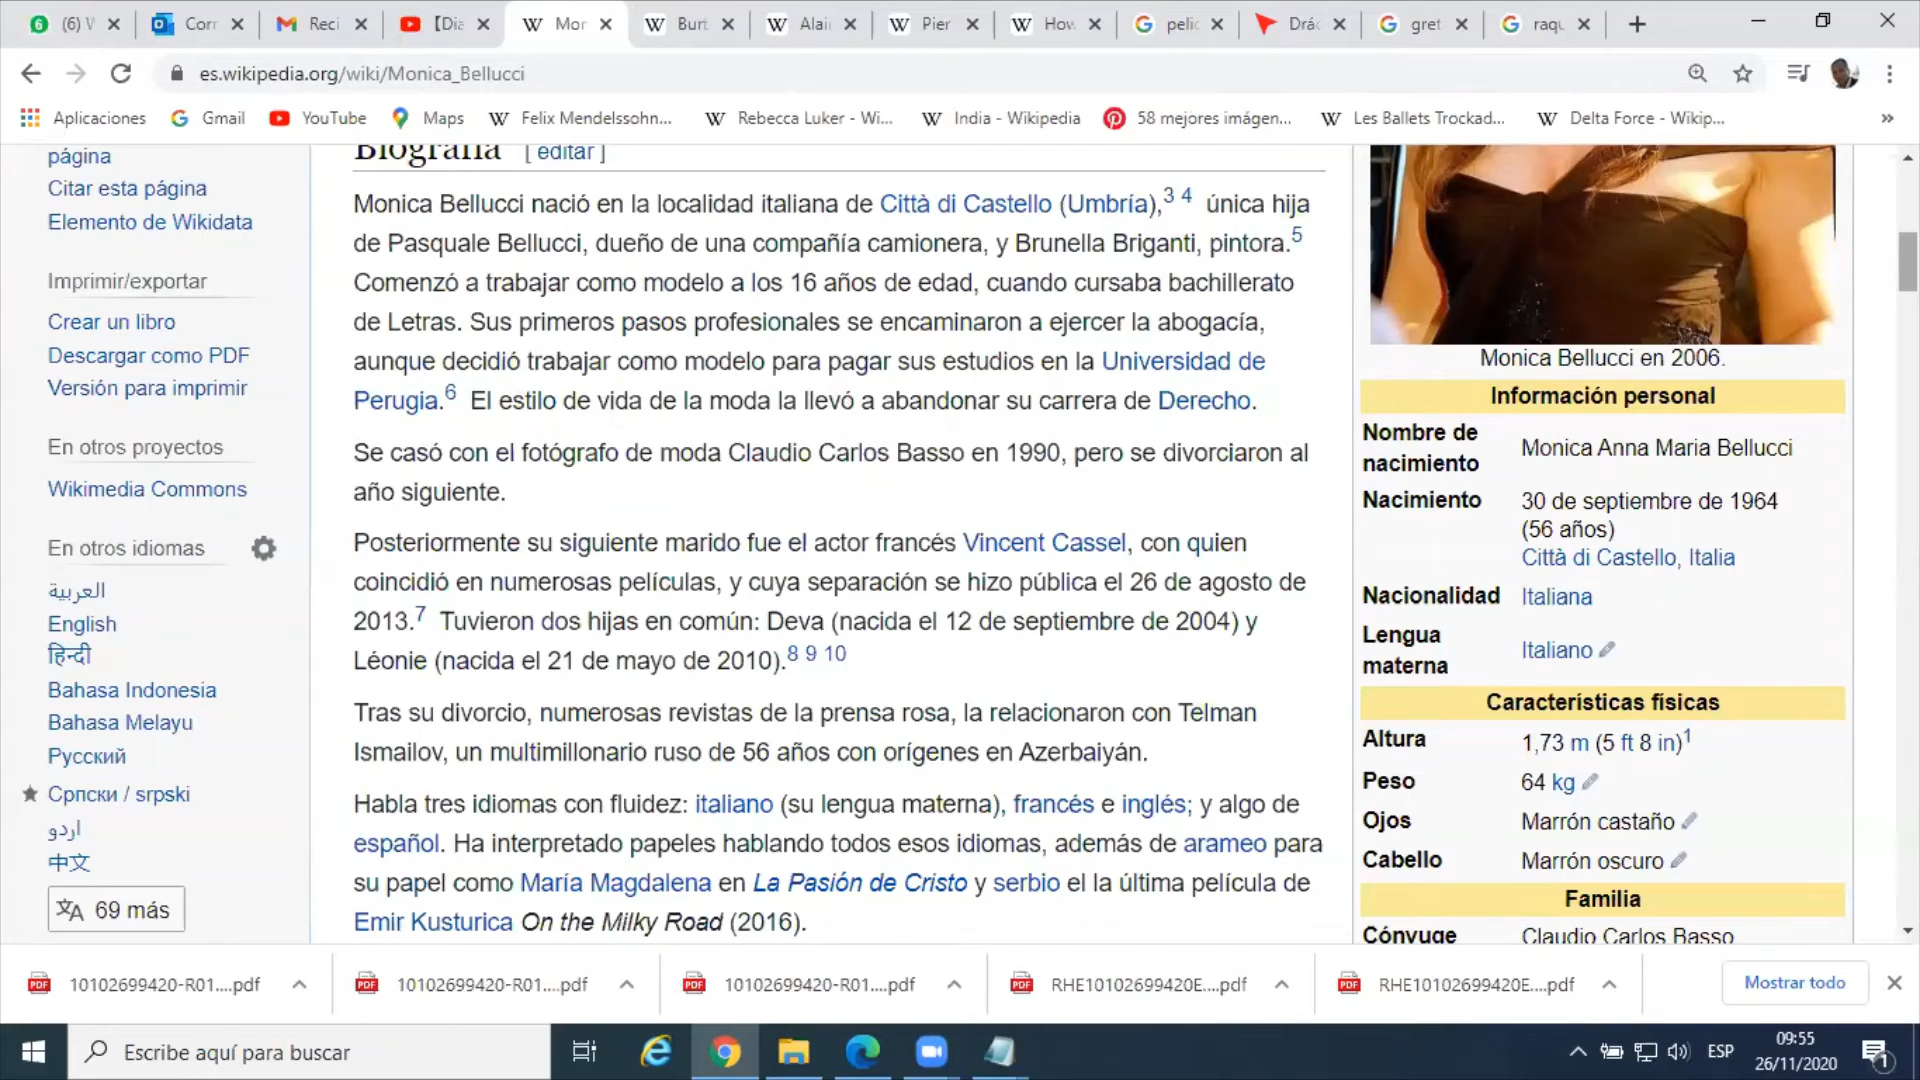 (6) V
Corr
Reci
[Dia
Mor
Burt
Alai
Pier
How
pelic
Drác
gret
raqu
es.wikipedia.org/wiki/Monica_Bellucci
Aplicaciones
Gmail
YouTube
Maps
Felix Mendelssohn...
Rebecca Luker - Wi...
India - Wikipedia
58 mejores imágen...
Les Ballets Trockad...
Delta Force - Wikip...
»
página
Citar esta página
Elemento de Wikidata
Imprimir/exportar
Crear un libro
Descargar como PDF
Versión para imprimir
En otros proyectos
Wikimedia Commons
En otros idiomas
العربية
English
हिन्दी
Bahasa Indonesia
Bahasa Melayu
Русский
Српски / srpski
اردو
中文
69 más
Biografía [ editar ]
Monica Bellucci nació en la localidad italiana de Città di Castello (Umbría),3 4 única hija
de Pasquale Bellucci, dueño de una compañía camionera, y Brunella Briganti, pintora.5
Comenzó a trabajar como modelo a los 16 años de edad, cuando cursaba bachillerato
de Letras. Sus primeros pasos profesionales se encaminaron a ejercer la abogacía,
aunque decidió trabajar como modelo para pagar sus estudios en la Universidad de
Perugia.6 El estilo de vida de la moda la llevó a abandonar su carrera de Derecho.
Se casó con el fotógrafo de moda Claudio Carlos Basso en 1990, pero se divorciaron al
año siguiente.
Posteriormente su siguiente marido fue el actor francés Vincent Cassel, con quien
coincidió en numerosas películas, y cuya separación se hizo pública el 26 de agosto de
2013.7 Tuvieron dos hijas en común: Deva (nacida el 12 de septiembre de 2004) y
Léonie (nacida el 21 de mayo de 2010).8 9 10
Tras su divorcio, numerosas revistas de la prensa rosa, la relacionaron con Telman
Ismailov, un multimillonario ruso de 56 años con orígenes en Azerbaiyán.
Habla tres idiomas con fluidez: italiano (su lengua materna), francés e inglés; y algo de
español. Ha interpretado papeles hablando todos esos idiomas, además de arameo para
su papel como María Magdalena en La Pasión de Cristo y serbio el la última película de
Emir Kusturica On the Milky Road (2016).
Monica Bellucci en 2006.
Información personal
Nombre de nacimiento Monica Anna Maria Bellucci
Nacimiento 30 de septiembre de 1964
(56 años)
Città di Castello, Italia
Nacionalidad Italiana
Lengua materna Italiano
Características físicas
Altura 1,73 m (5 ft 8 in)1
Peso 64 kg
Ojos Marrón castaño
Cabello Marrón oscuro
Familia
Cónyuge Claudio Carlos Basso
10102699420-R01....pdf
10102699420-R01....pdf
10102699420-R01....pdf
RHE10102699420E....pdf
RHE10102699420E....pdf
Mostrar todo
Escribe aquí para buscar
ESP
09:55
26/11/2020
1